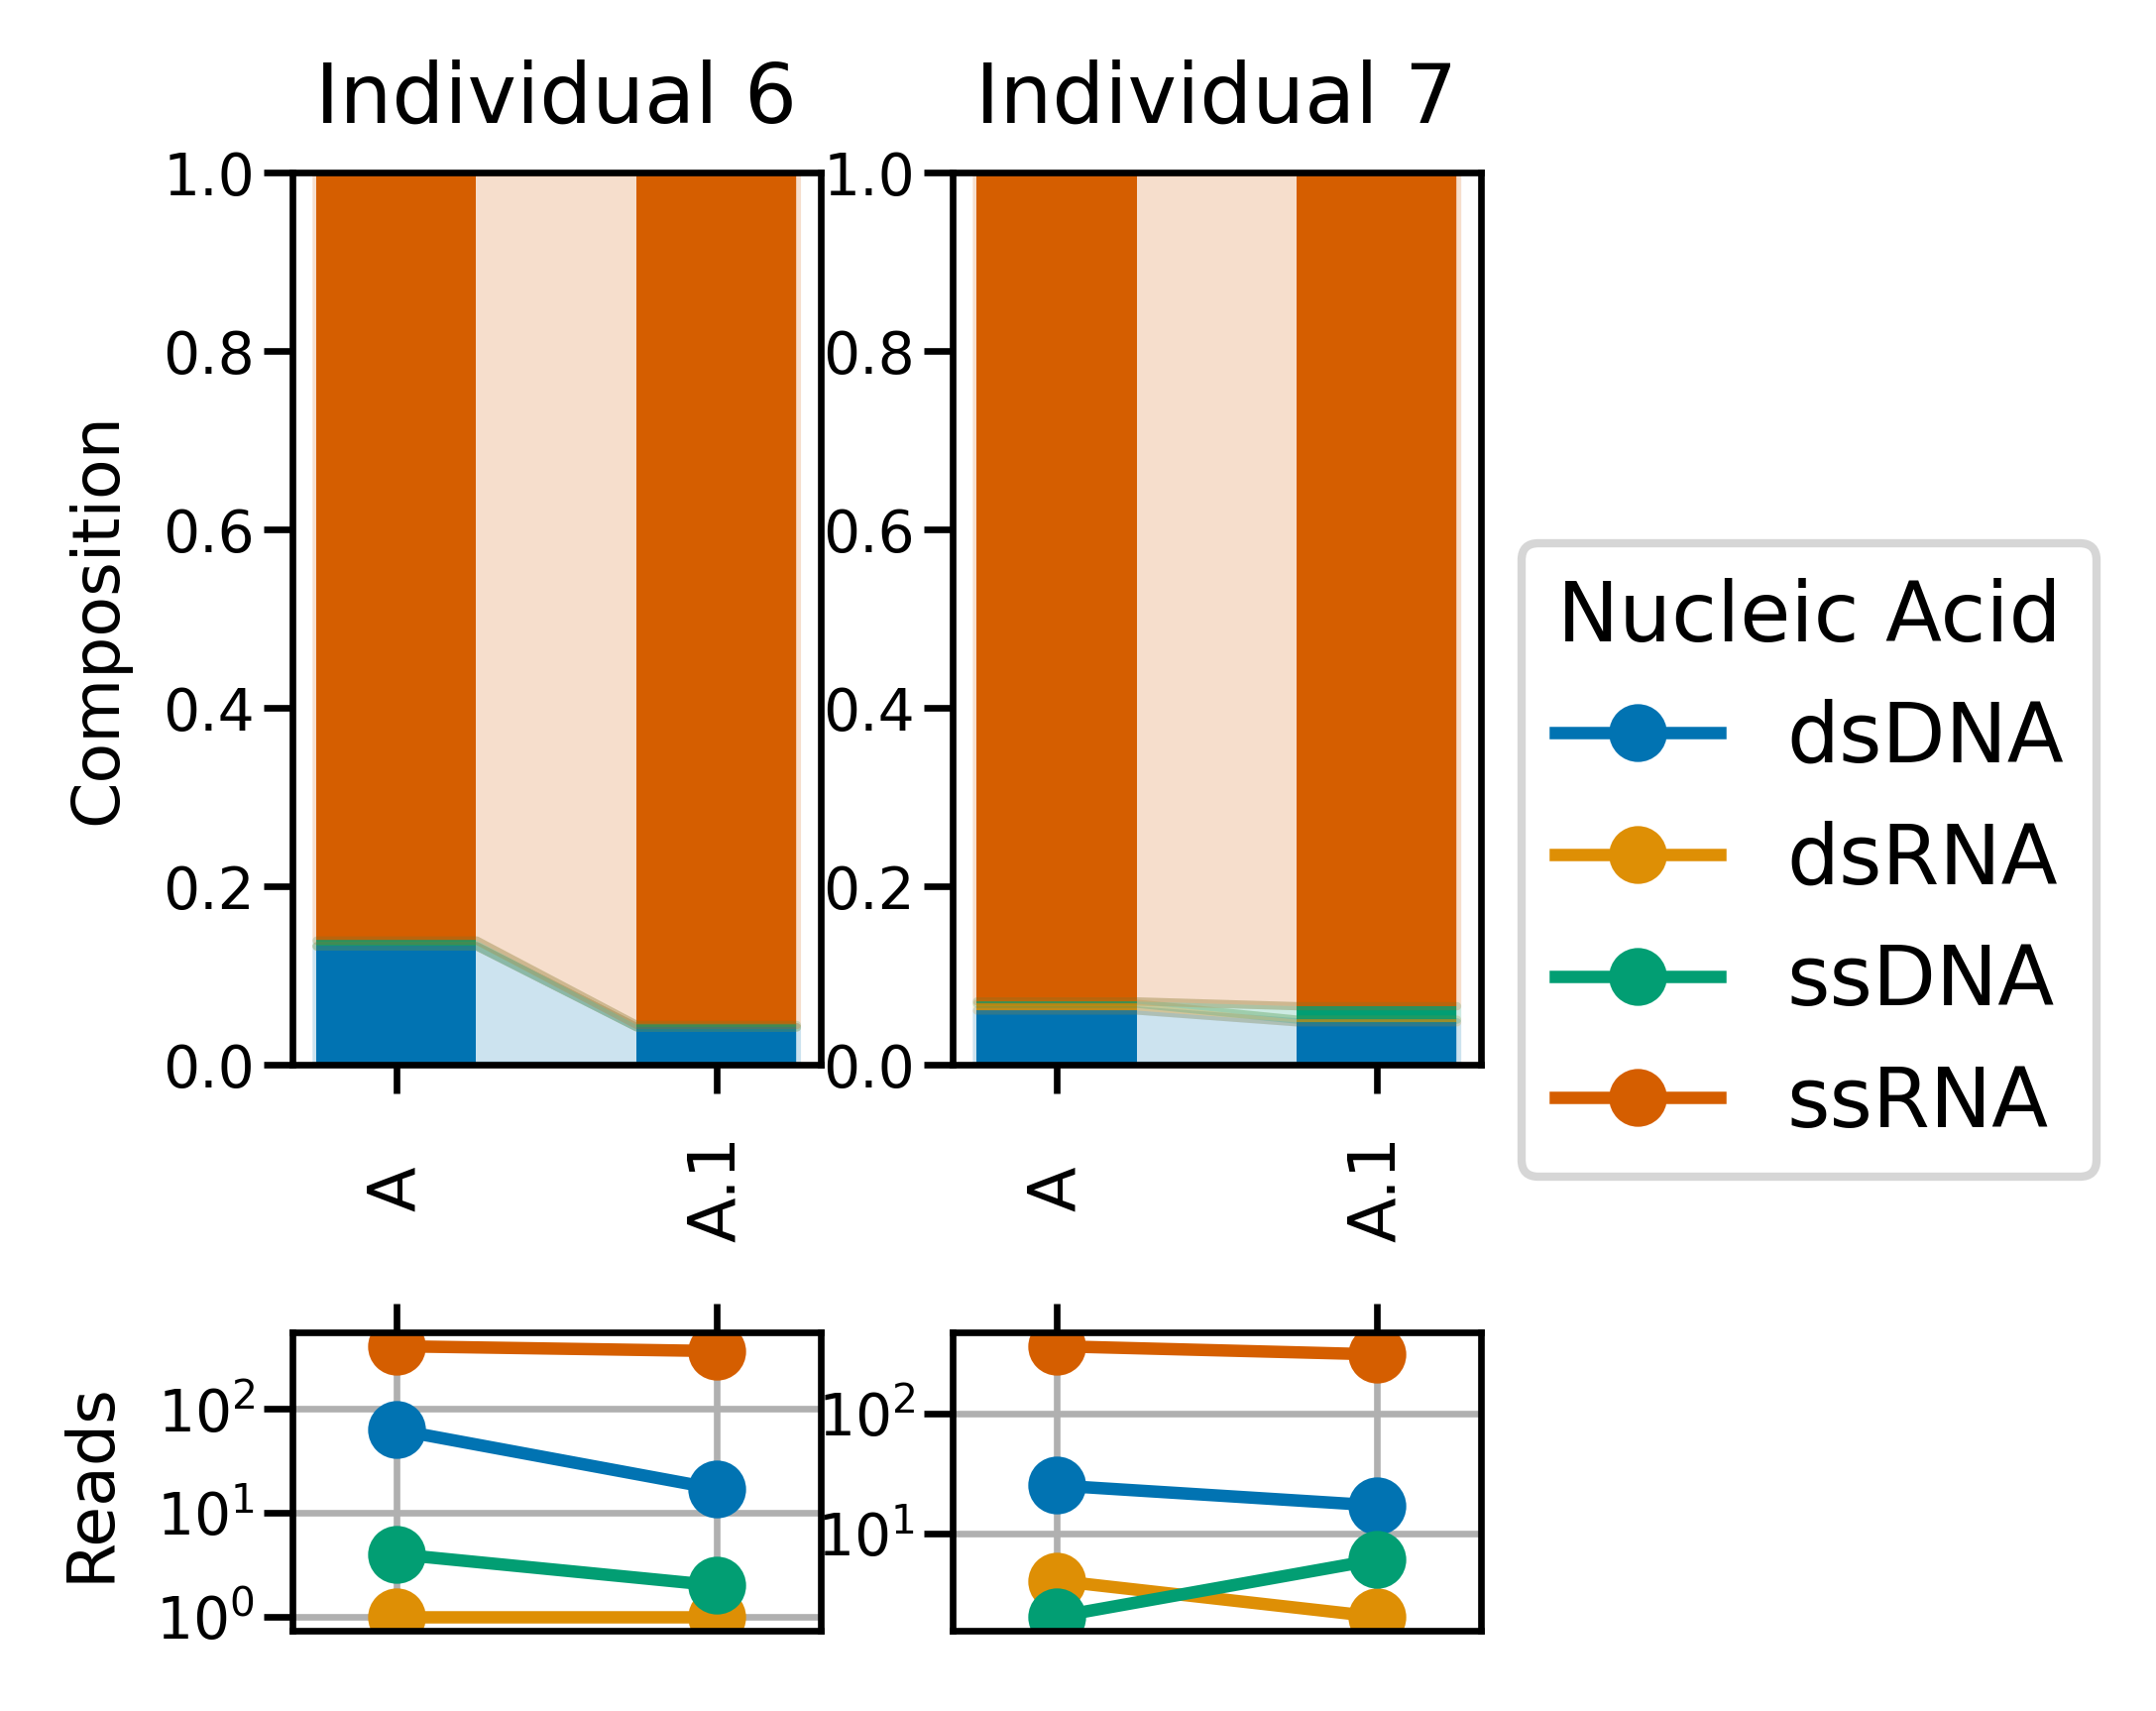 Individual 6
Individual 7
Composition
1.0
0.8
0.6
0.4
0.2
0.0
1.0
0.8
0.6
0.4
0.2
0.0
A
A.1
A
A.1
Nucleic Acid
dsDNA
dsRNA
ssDNA
ssRNA
Reads
10²
10¹
10⁰
10²
10¹